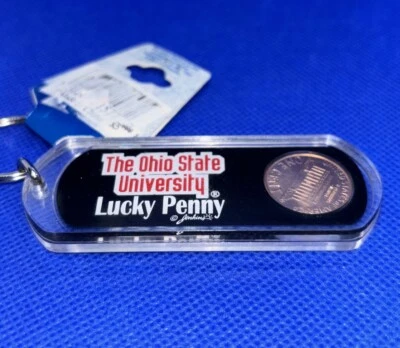 The Ohio State
University
Lucky Penny®
© Jenkins